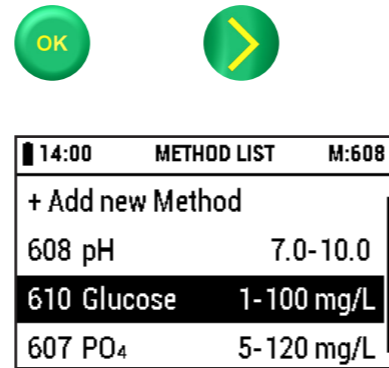 OK
14:00 METHOD LIST M:608
+ Add new Method
608 pH 7.0-10.0
610 Glucose 1-100 mg/L
607 PO₄ 5-120 mg/L